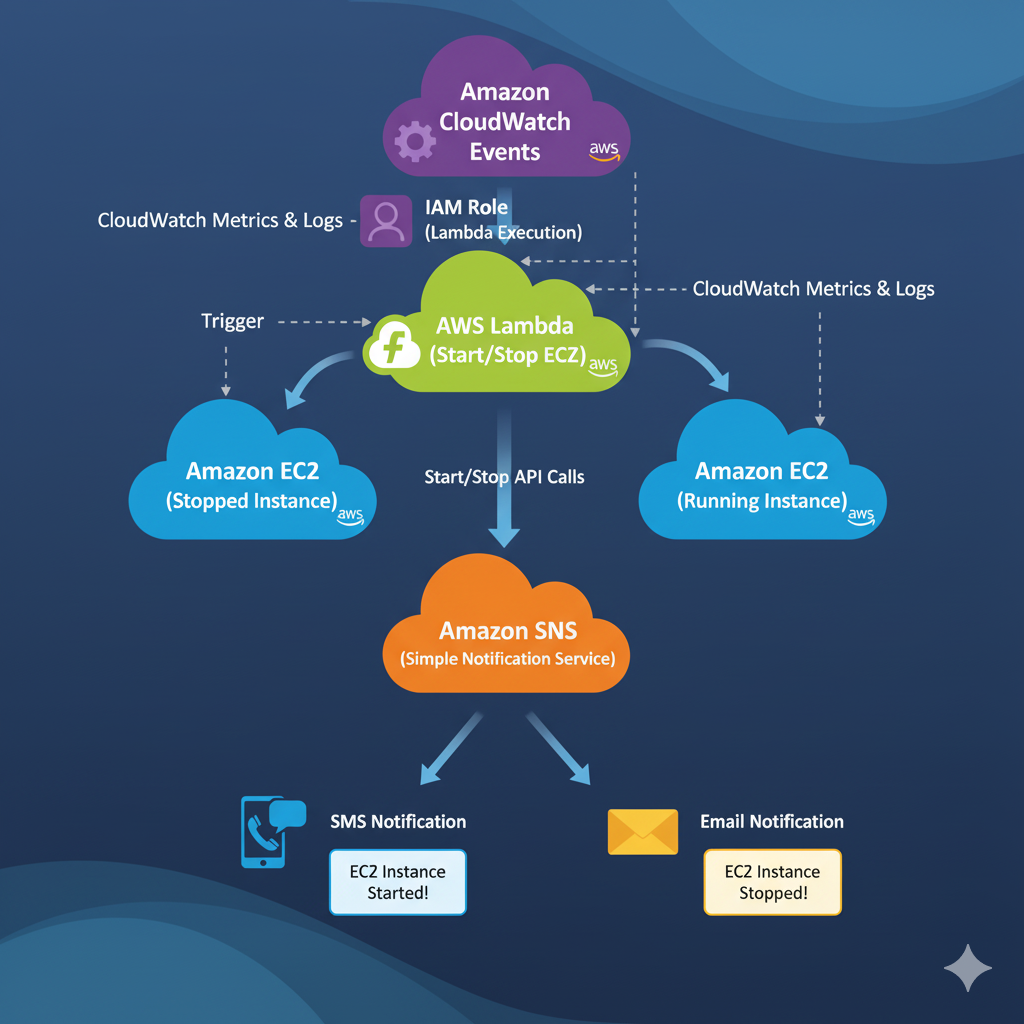 Amazon
CloudWatch
Events
aws
CloudWatch Metrics & Logs
IAM Role
(Lambda Execution)
CloudWatch Metrics & Logs
Trigger
AWS Lambda
(Start/Stop ECZ)
aws
Amazon EC2
(Stopped Instance)
aws
Start/Stop API Calls
Amazon EC2
(Running Instance)
aws
Amazon SNS
(Simple Notification Service)
SMS Notification
EC2 Instance
Started!
Email Notification
EC2 Instance
Stopped!